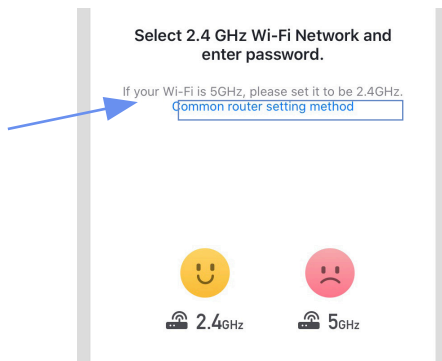 Select 2.4 GHz Wi-Fi Network and
enter password.
If your Wi-Fi is 5GHz, please set it to be 2.4GHz.
Common router setting method
2.4GHz
5GHz